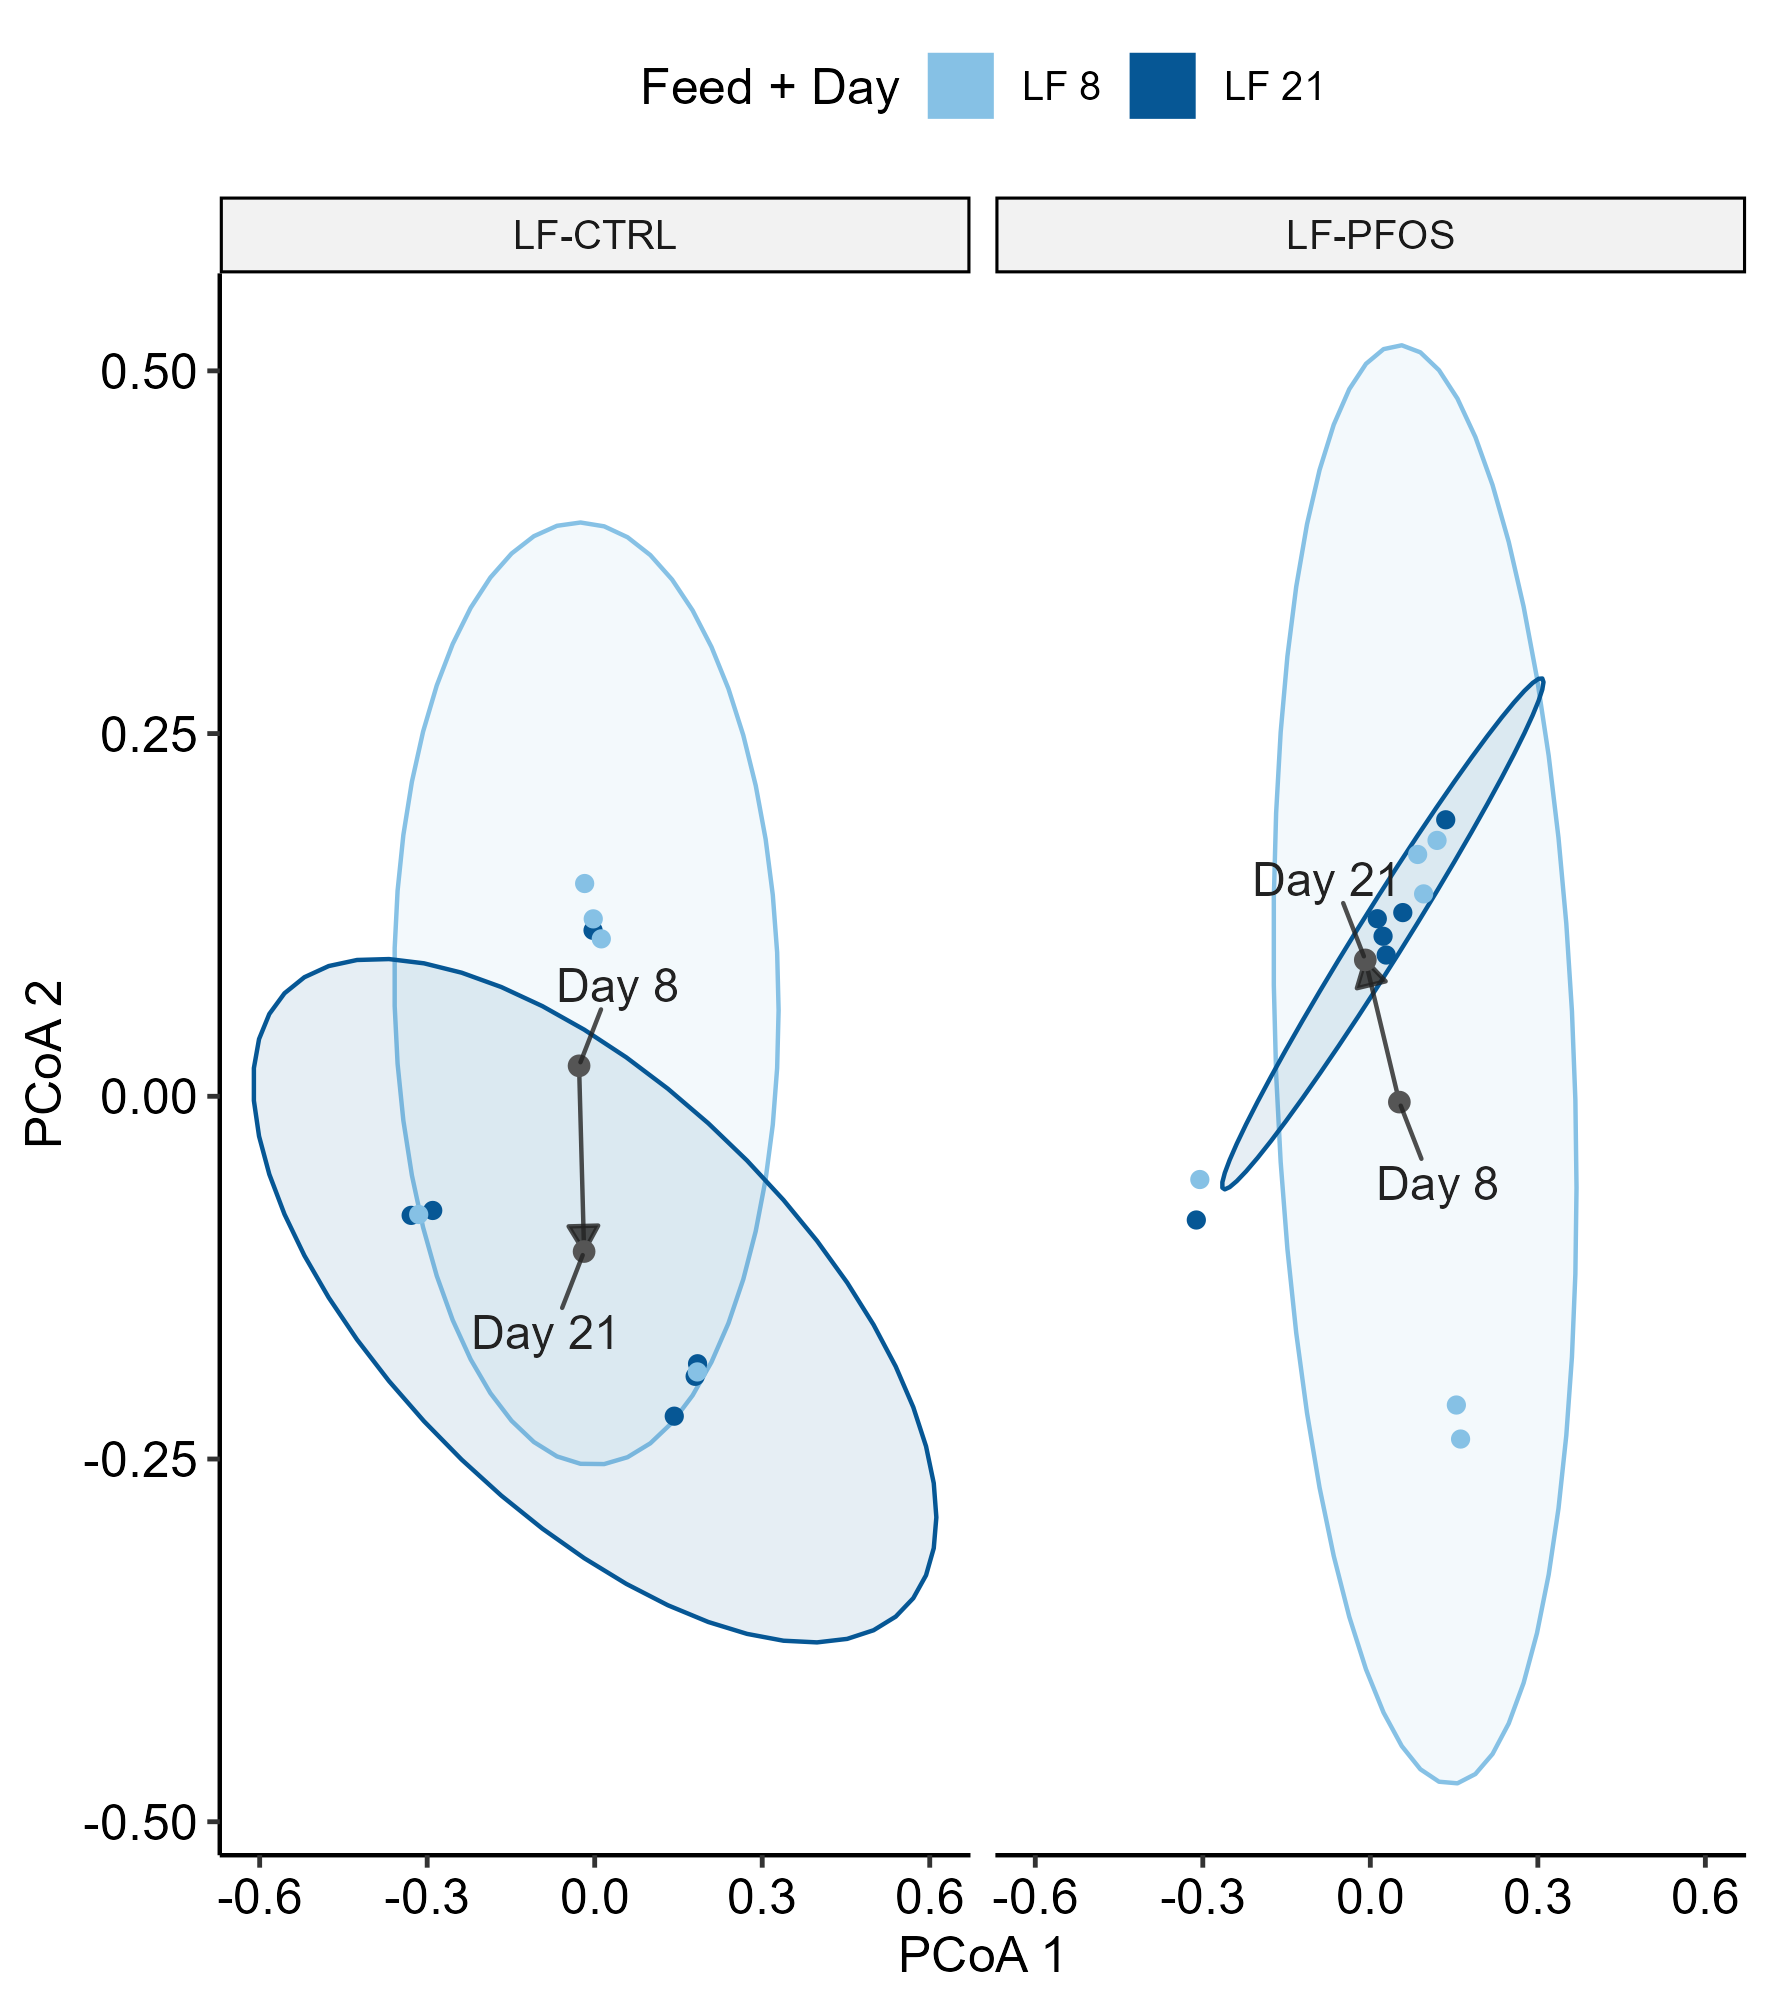 Feed + Day LF 8 LF 21
LF-CTRL LF-PFOS
0.50
0.25
0.00
-0.25
-0.50
PCoA 2
Day 8
Day 21
Day 21
Day 8
-0.6 -0.3 0.0 0.3 0.6 -0.6 -0.3 0.0 0.3 0.6
PCoA 1